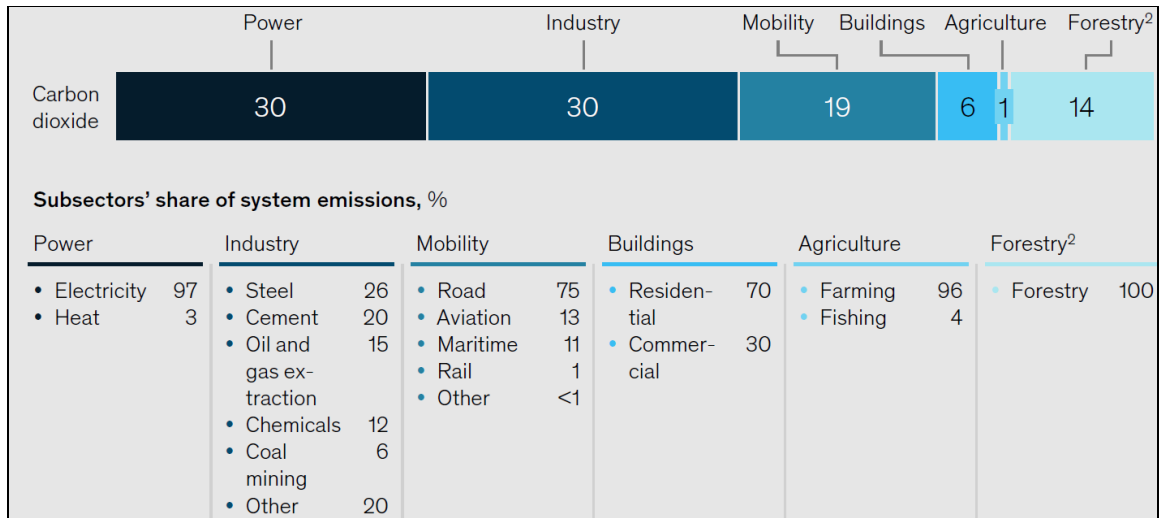 Power Industry Mobility Buildings Agriculture Forestry²
Carbon
dioxide
30 30 19 6 1 14
Subsectors’ share of system emissions, %
Power
• Electricity 97
• Heat 3
Industry
• Steel 26
• Cement 20
• Oil and 15
gas ex-
traction
• Chemicals 12
• Coal 6
mining
• Other 20
Mobility
• Road 75
• Aviation 13
• Maritime 11
• Rail 1
• Other <1
Buildings
• Residen- 70
tial
• Commer- 30
cial
Agriculture
• Farming 96
• Fishing 4
Forestry²
• Forestry 100